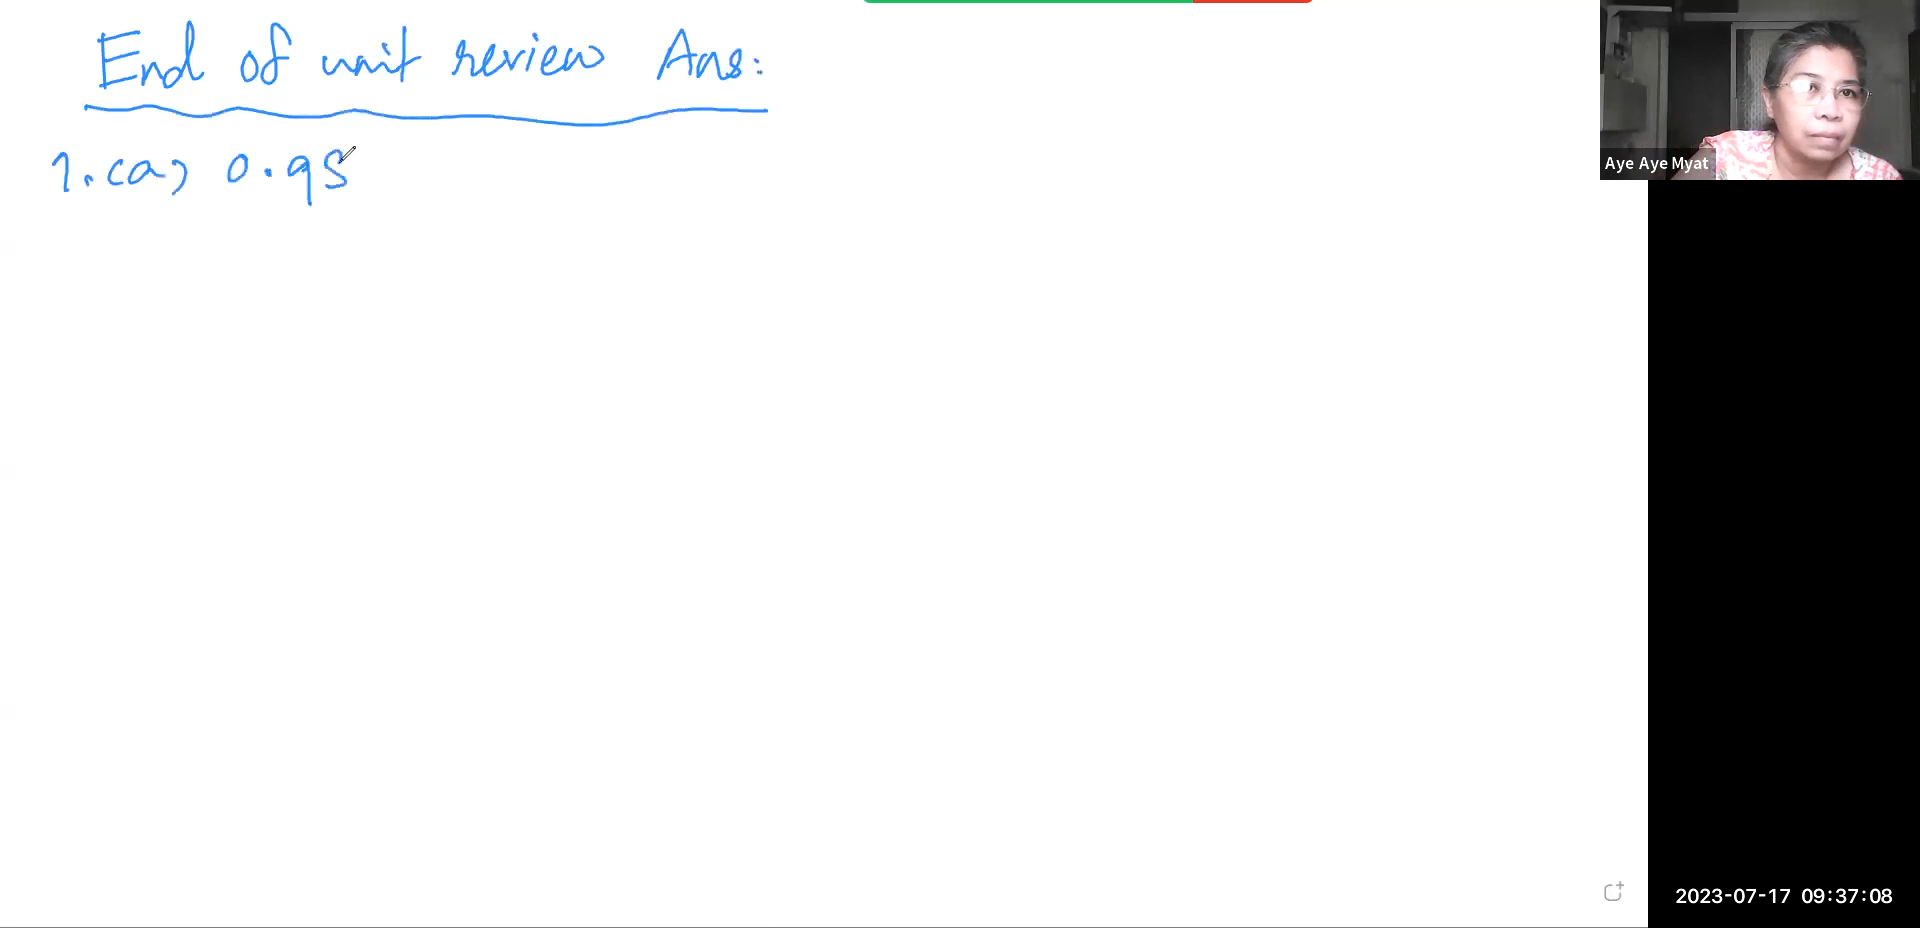 End of unit review Ans:
1. (a) 0.95
Aye Aye Myat
2023-07-17 09:37:08